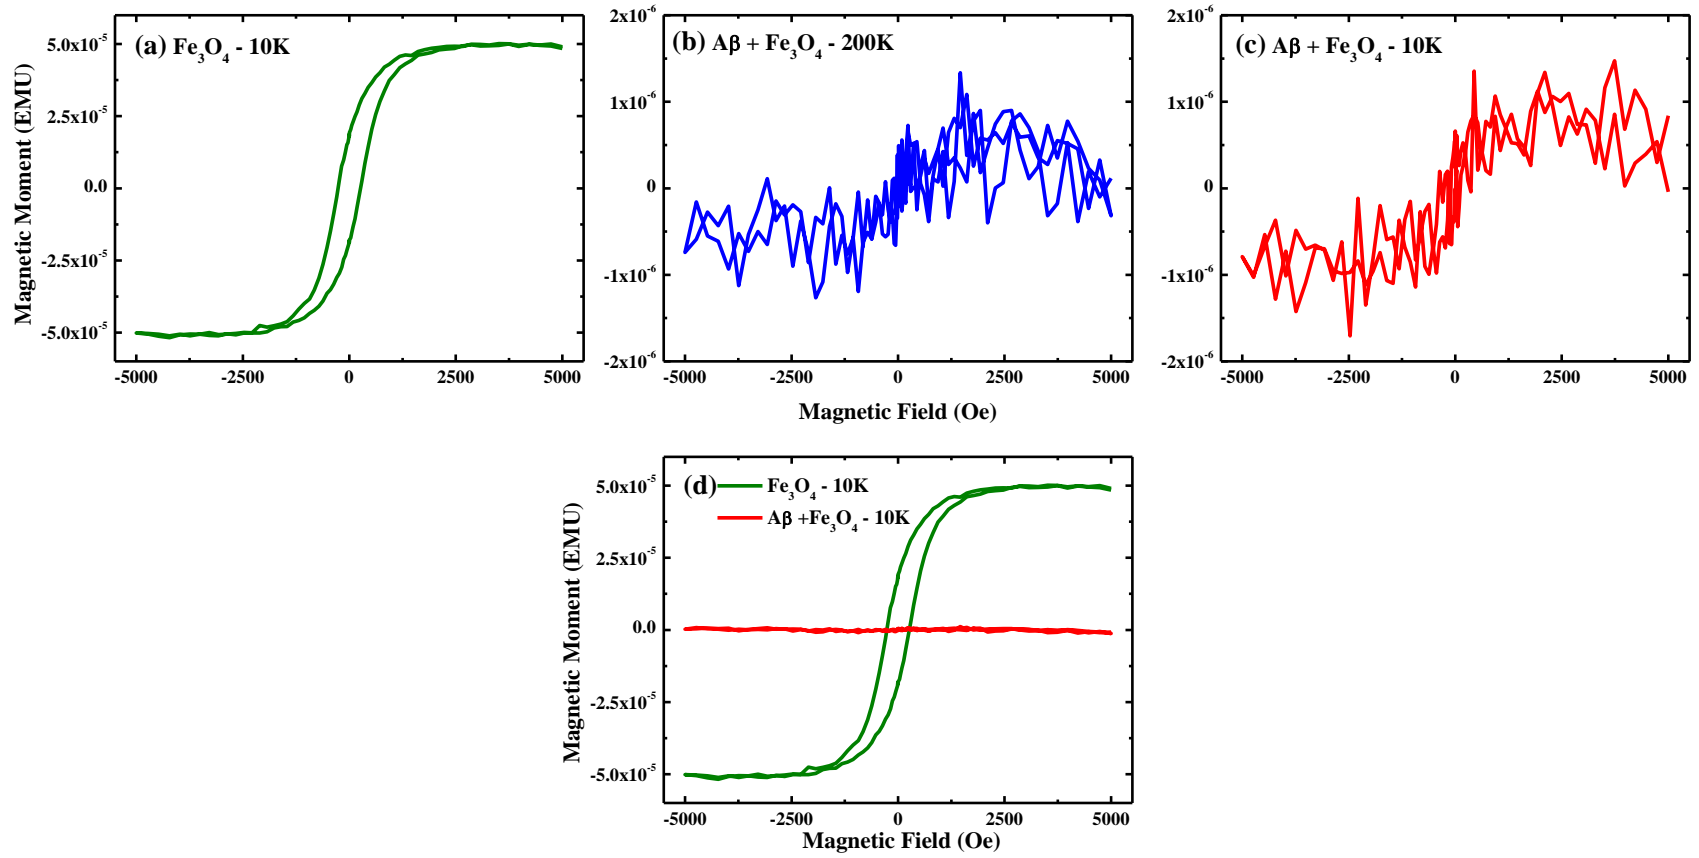 (a) Fe₃O₄ - 10K
5.0x10⁻⁵
2.5x10⁻⁵
0.0
-2.5x10⁻⁵
-5.0x10⁻⁵
Magnetic Moment (EMU)
-5000 -2500 0 2500 5000
(b) Aβ + Fe₃O₄ - 200K
2x10⁻⁶
1x10⁻⁶
0
-1x10⁻⁶
-2x10⁻⁶
-5000 -2500 0 2500 5000
Magnetic Field (Oe)
(c) Aβ + Fe₃O₄ - 10K
2x10⁻⁶
1x10⁻⁶
0
-1x10⁻⁶
-2x10⁻⁶
-5000 -2500 0 2500 5000
(d) Fe₃O₄ - 10K
Aβ +Fe₃O₄ - 10K
5.0x10⁻⁵
2.5x10⁻⁵
0.0
-2.5x10⁻⁵
-5.0x10⁻⁵
Magnetic Moment (EMU)
-5000 -2500 0 2500 5000
Magnetic Field (Oe)